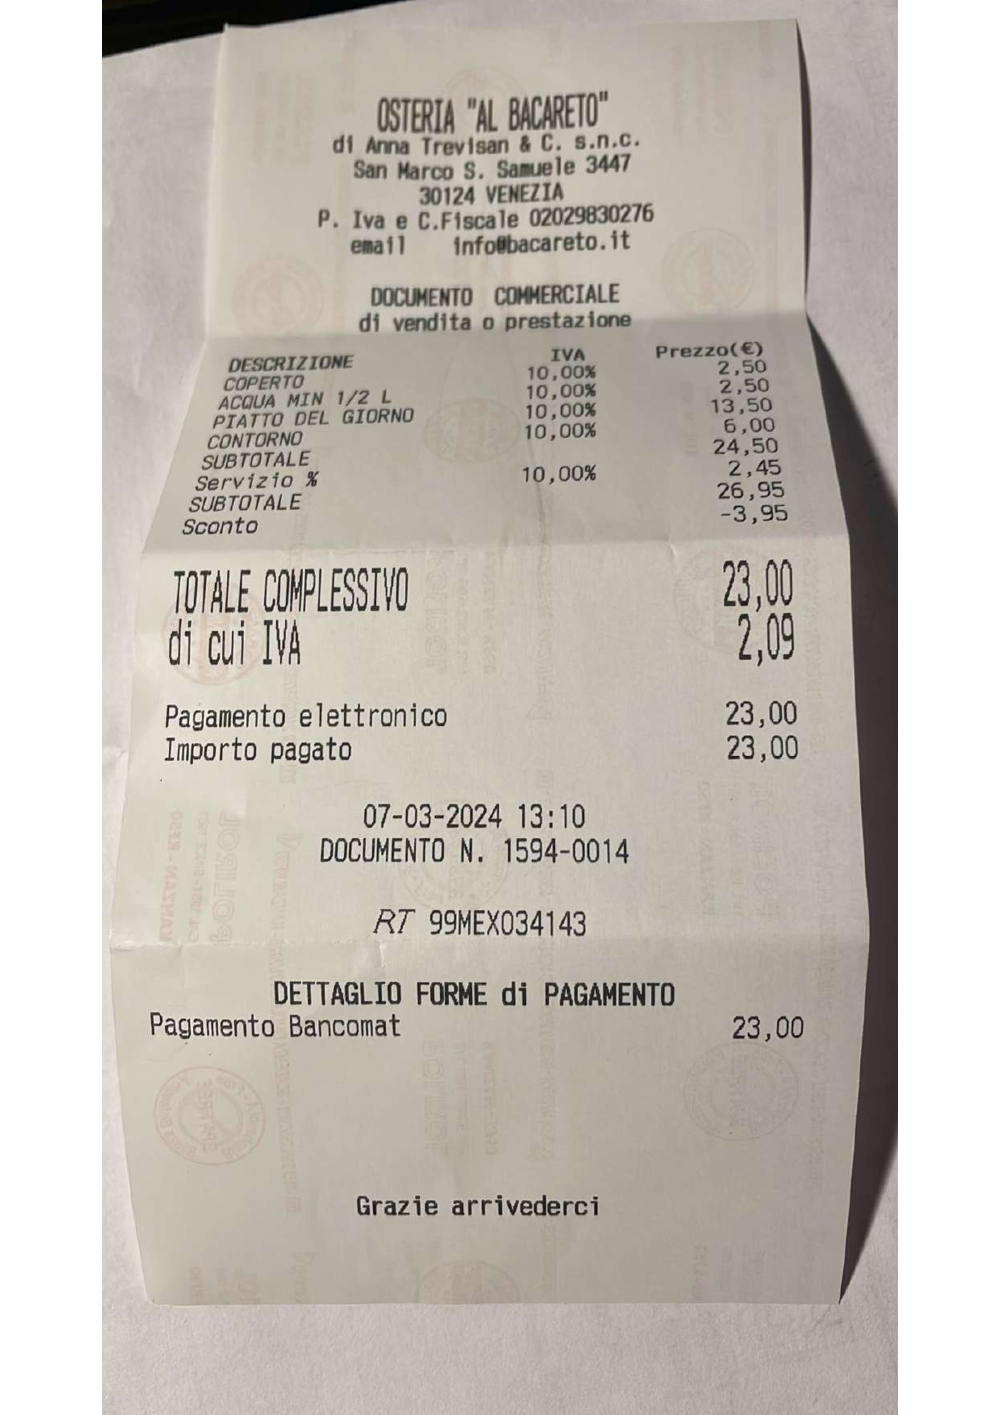 OSTERIA "AL BACARETO"
di Anna Trevisan & C. s.n.c.
San Marco S. Samuele 3447
30124 VENEZIA
P. Iva e C.Fiscale 02029830276
email info@bacareto.it
DOCUMENTO COMMERCIALE
di vendita o prestazione
DESCRIZIONE IVA Prezzo(€)
COPERTO 10,00% 2,50
ACQUA MIN 1/2 L 10,00% 2,50
PIATTO DEL GIORNO 10,00% 13,50
CONTORNO 10,00% 6,00
SUBTOTALE 24,50
Servizio % 10,00% 2,45
SUBTOTALE 26,95
Sconto -3,95
TOTALE COMPLESSIVO 23,00
di cui IVA 2,09
Pagamento elettronico 23,00
Importo pagato 23,00
07-03-2024 13:10
DOCUMENTO N. 1594-0014
RT 99MEX034143
DETTAGLIO FORME di PAGAMENTO
Pagamento Bancomat 23,00
Grazie arrivederci